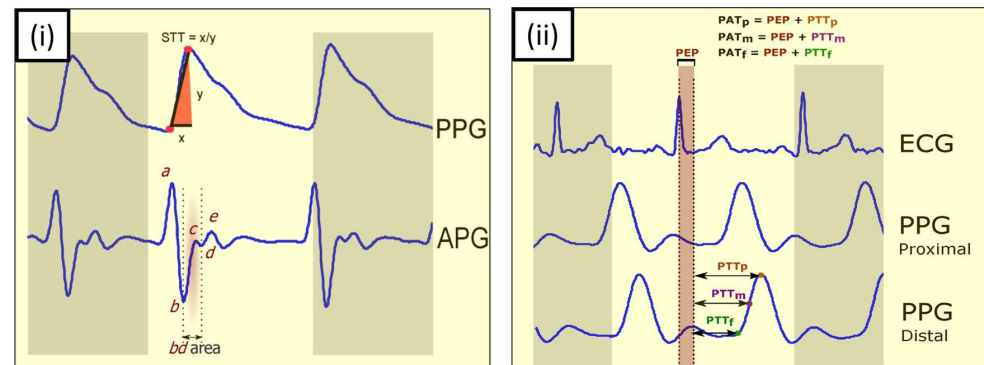 (i)
STT = x/y
y
x
PPG
a
e
c
d
b
APG
bd area
(ii)
PATp = PEP + PTTp
PATm = PEP + PTTm
PATf = PEP + PTTf
PEP
ECG
PPG
Proximal
PTTp
PTTm
PTTf
PPG
Distal